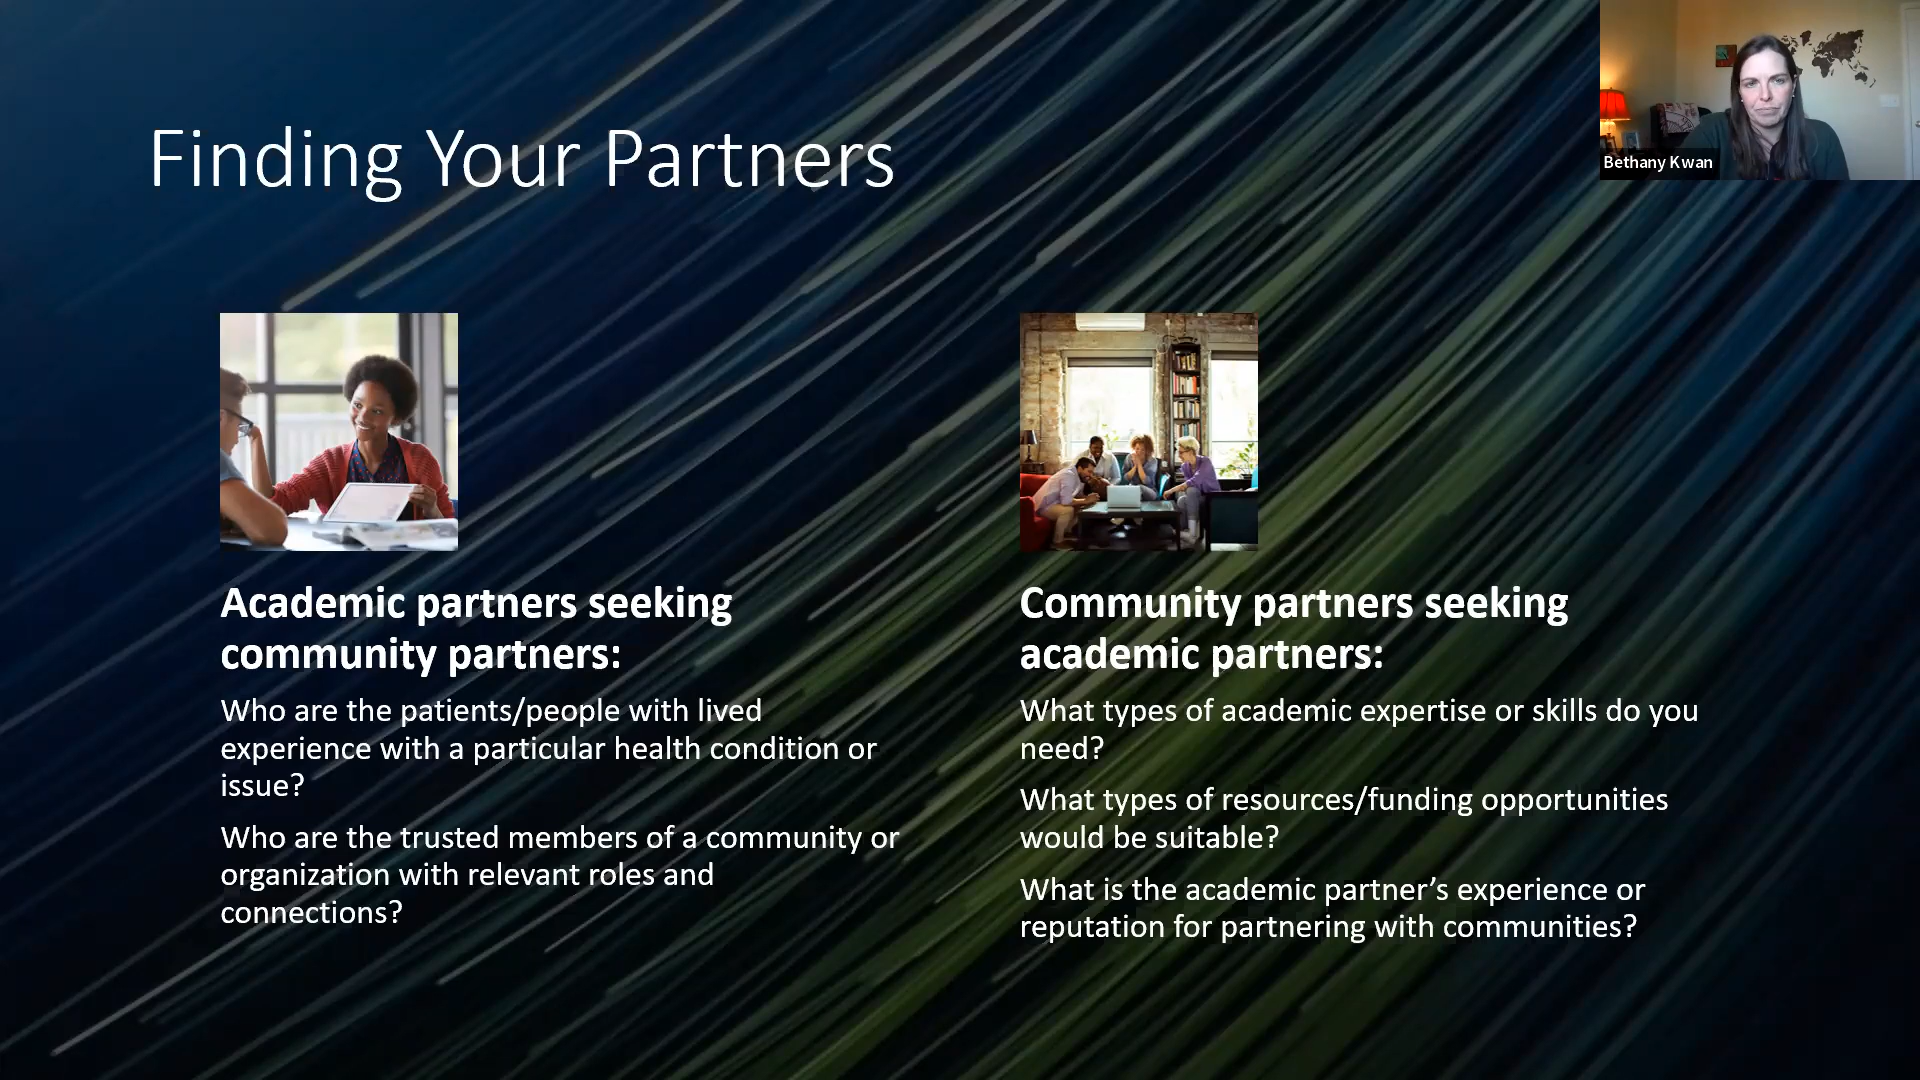 Finding Your Partners
Bethany Kwan
Academic partners seeking
community partners:
Who are the patients/people with lived
experience with a particular health condition or
issue?
Who are the trusted members of a community or
organization with relevant roles and
connections?
Community partners seeking
academic partners:
What types of academic expertise or skills do you
need?
What types of resources/funding opportunities
would be suitable?
What is the academic partner’s experience or
reputation for partnering with communities?